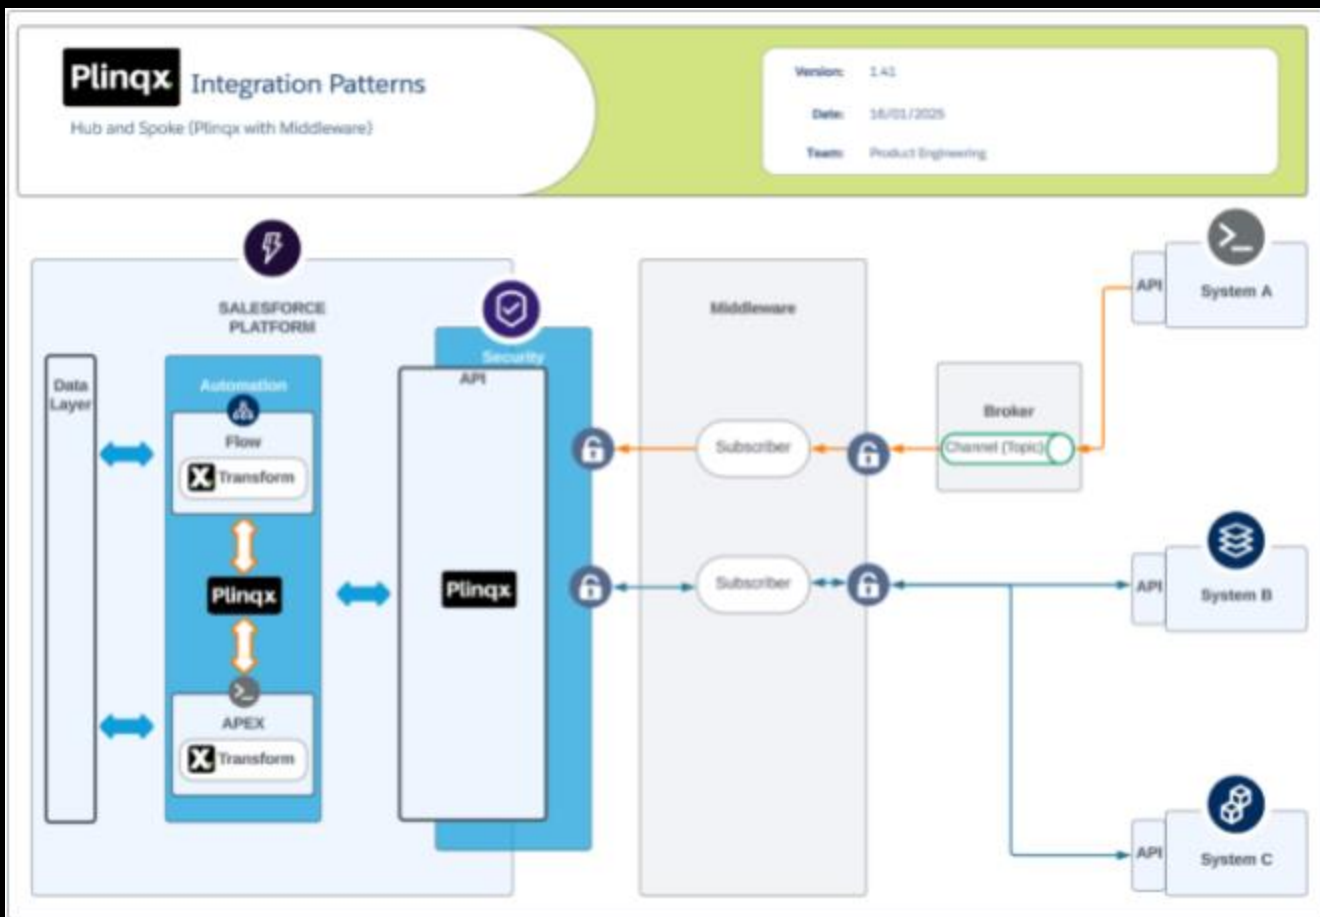 Plinqx Integration Patterns
Hub and Spoke (Plinqx with Middleware)
Version: 1.41
Date: 16/01/2025
Team: Product Engineering
SALESFORCE
PLATFORM
Data
Layer
Automation
Flow
X Transform
Plinqx
APEX
X Transform
Security
API
Plinqx
Middleware
Subscriber
Subscriber
Broker
Channel (Topic)
API
System A
API
System B
API
System C